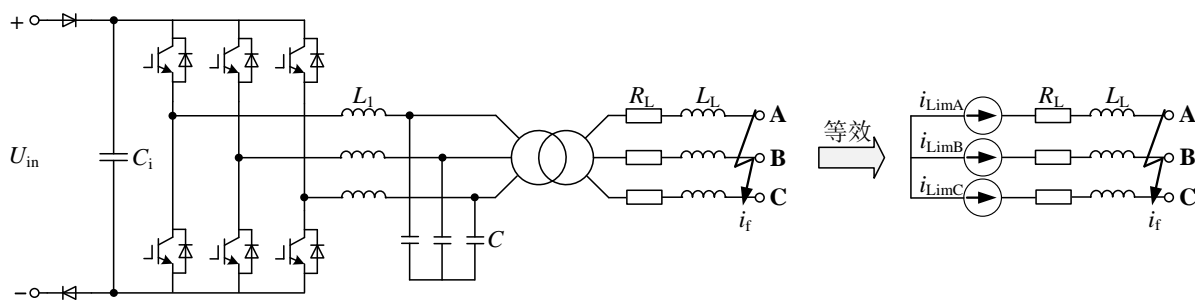 +
U_in
C_i
−
L_1
C
R_L
L_L
A
B
C
i_f
等效
i_LimA
i_LimB
i_LimC
R_L
L_L
A
B
C
i_f